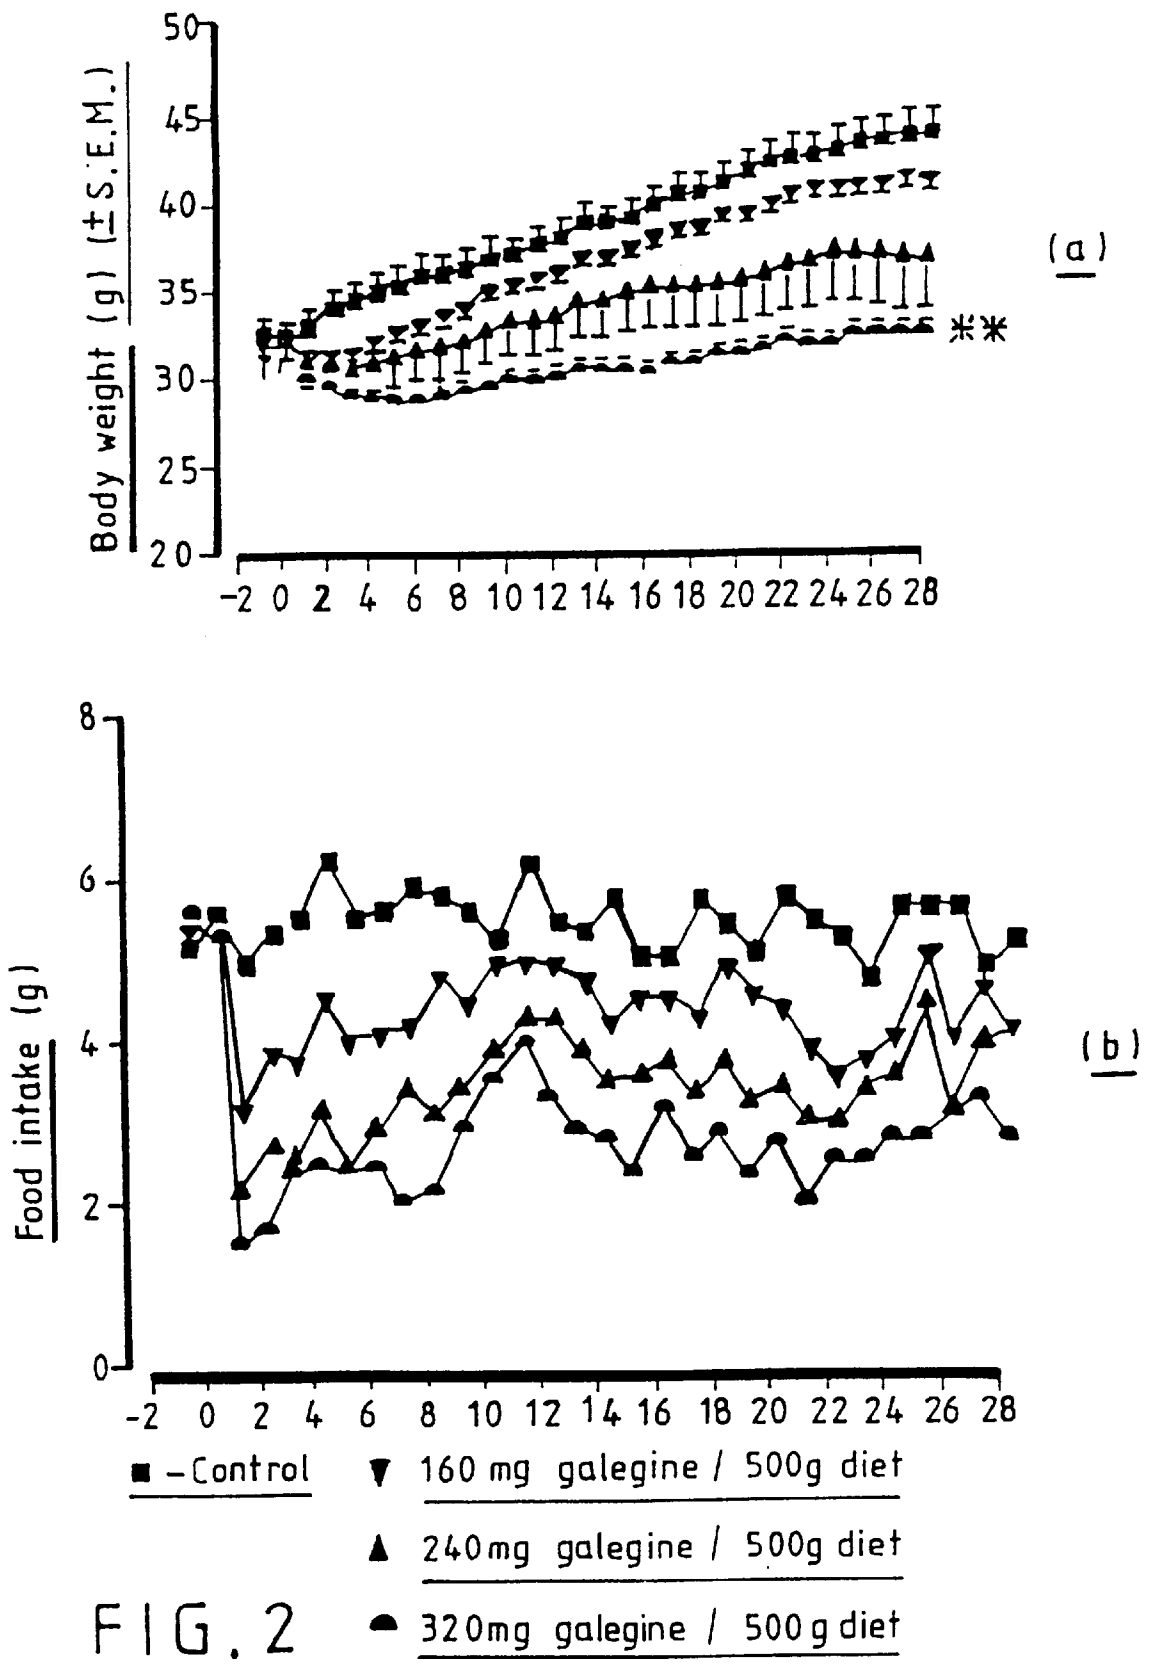 50
45
40
35
30
25
20
Body weight (g) (±S.E.M.)
(a)
**
-2 0 2 4 6 8 10 12 14 16 18 20 22 24 26 28
8
6
4
2
0
Food intake (g)
(b)
-2 0 2 4 6 8 10 12 14 16 18 20 22 24 26 28
-Control
160 mg galegine / 500g diet
240mg galegine / 500g diet
320mg galegine / 500g diet
FIG. 2